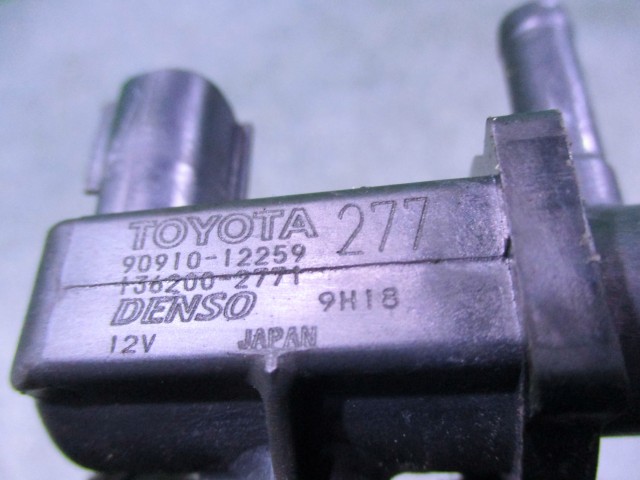 TOYOTA 277
90910-12259
136200-2771
DENSO 9H18
12V JAPAN